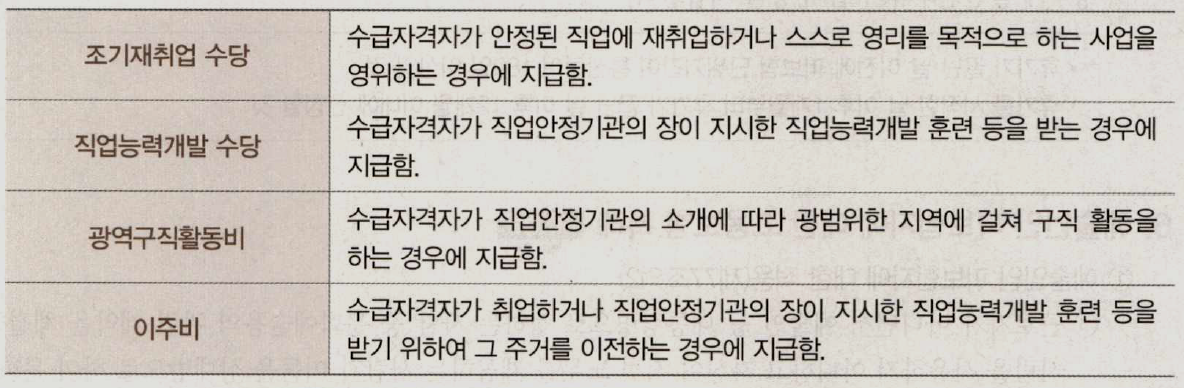 조기재취업 수당
수급자격자가 안정된 직업에 재취업하거나 스스로 영리를 목적으로 하는 사업을
영위하는 경우에 지급함.
직업능력개발 수당
수급자격자가 직업안정기관의 장이 지시한 직업능력개발 훈련 등을 받는 경우에
지급함.
광역구직활동비
수급자격자가 직업안정기관의 소개에 따라 광범위한 지역에 걸쳐 구직 활동을
하는 경우에 지급함.
이주비
수급자격자가 취업하거나 직업안정기관의 장이 지시한 직업능력개발 훈련 등을
받기 위하여 그 주거를 이전하는 경우에 지급함.